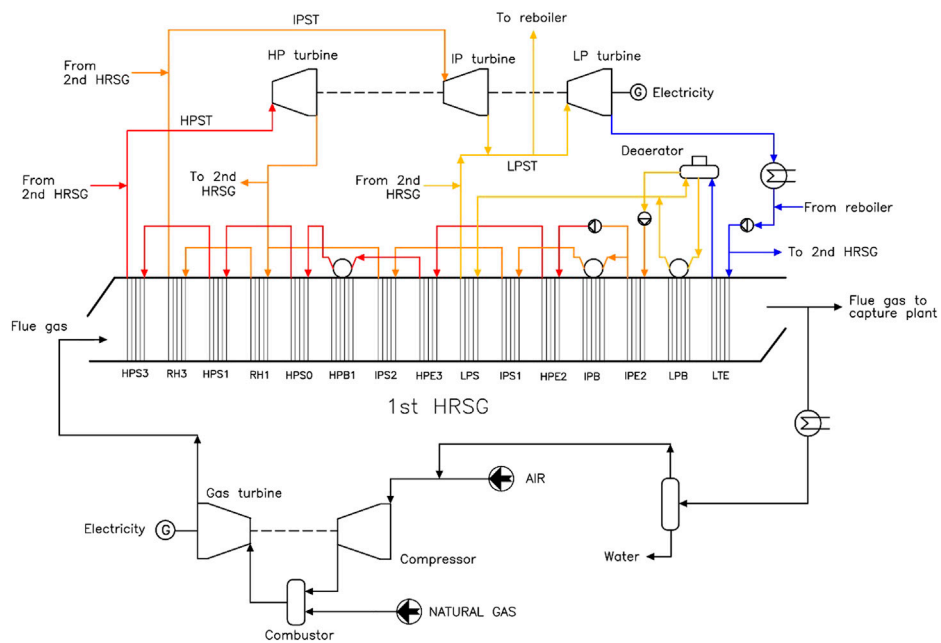 To reboiler
IPST
HP turbine
IP turbine
LP turbine
From
2nd HRSG
G
Electricity
HPST
Deaerator
LPST
From
2nd HRSG
To 2nd
HRSG
From 2nd
HRSG
From reboiler
To 2nd HRSG
Flue gas
Flue gas to
capture plant
HPS3
RH3
HPS1
RH1
HPS0
HPB1
IPS2
HPE3
LPS
IPS1
HPE2
IPB
IPE2
LPB
LTE
1st HRSG
AIR
Gas turbine
Electricity
G
Compressor
Water
NATURAL GAS
Combustor